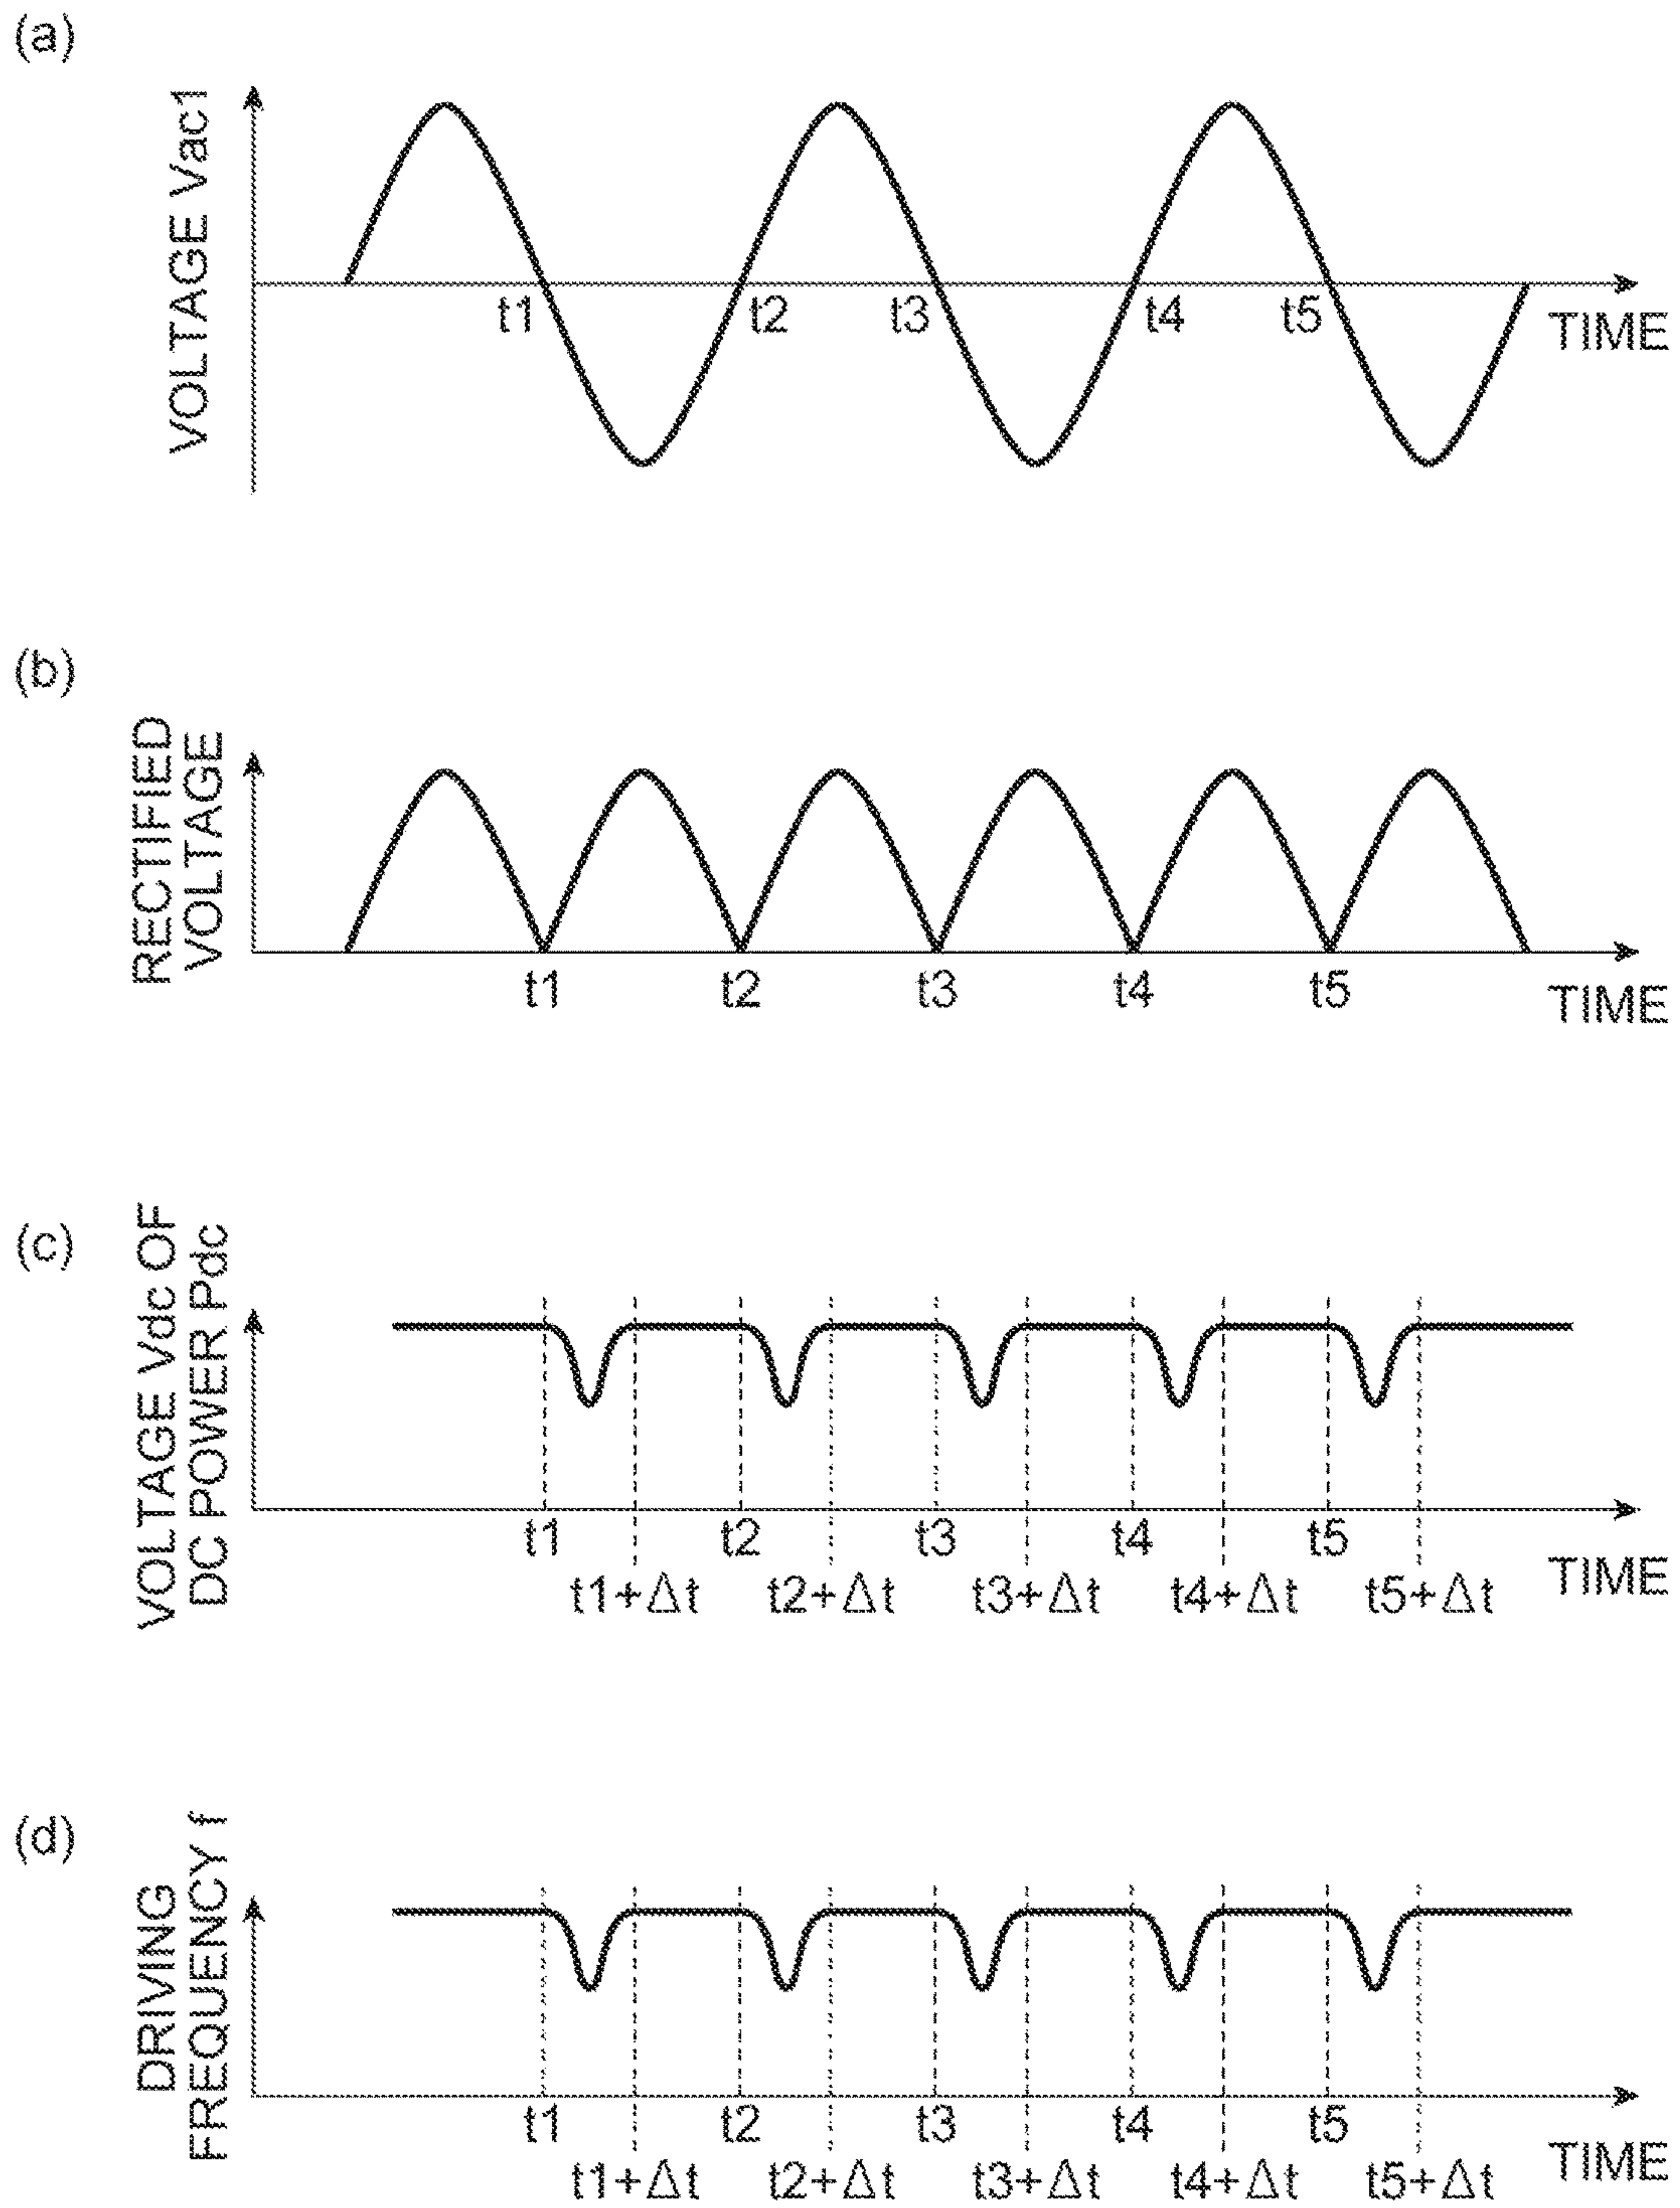 (a)
VOLTAGE Vac1
t1
t2
t3
t4
t5
TIME
(b)
RECTIFIED
VOLTAGE
t1
t2
t3
t4
t5
TIME
(c)
VOLTAGE Vdc OF
DC POWER Pdc
t1
t2
t3
t4
t5
TIME
t1+Δt
t2+Δt
t3+Δt
t4+Δt
t5+Δt
(d)
DRIVING
FREQUENCY f
t1
t2
t3
t4
t5
TIME
t1+Δt
t2+Δt
t3+Δt
t4+Δt
t5+Δt